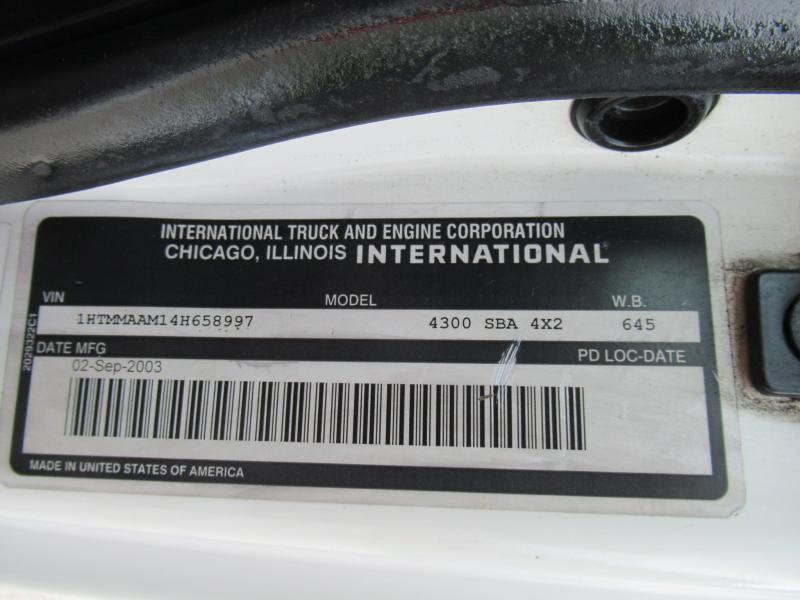 INTERNATIONAL TRUCK AND ENGINE CORPORATION
CHICAGO, ILLINOIS INTERNATIONAL®
VIN MODEL W.B.
1HTMMAAM14H658997 4300 SBA 4X2 645
DATE MFG PD LOC-DATE
02-Sep-2003
MADE IN UNITED STATES OF AMERICA
2029322C1